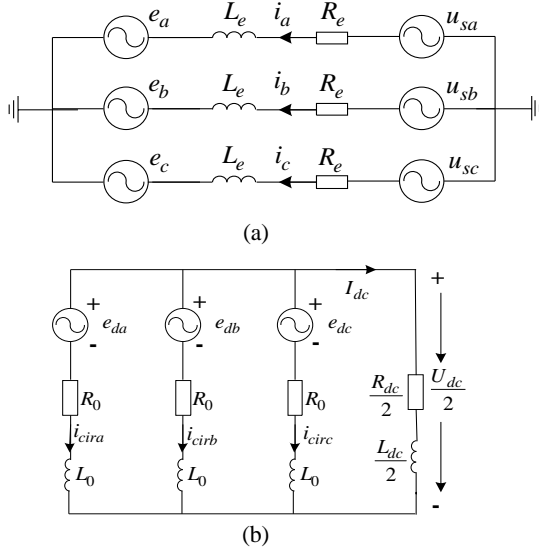 e_a L_e i_a R_e u_sa
e_b L_e i_b R_e u_sb
e_c L_e i_c R_e u_sc
(a)
I_dc +
+ + +
e_da e_db e_dc
- - -
R_0 R_0 R_0 R_dc/2 U_dc/2
i_cira i_cirb i_circ
L_0 L_0 L_0 L_dc/2
-
(b)